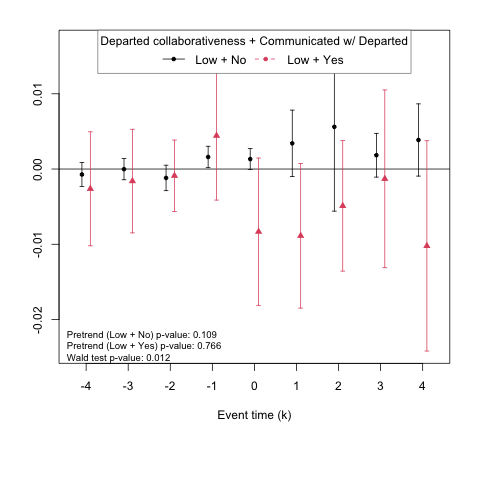 Departed collaborativeness + Communicated w/ Departed
Low + No Low + Yes
0.01
0.00
-0.01
-0.02
Pretrend (Low + No) p-value: 0.109
Pretrend (Low + Yes) p-value: 0.766
Wald test p-value: 0.012
-4 -3 -2 -1 0 1 2 3 4
Event time (k)